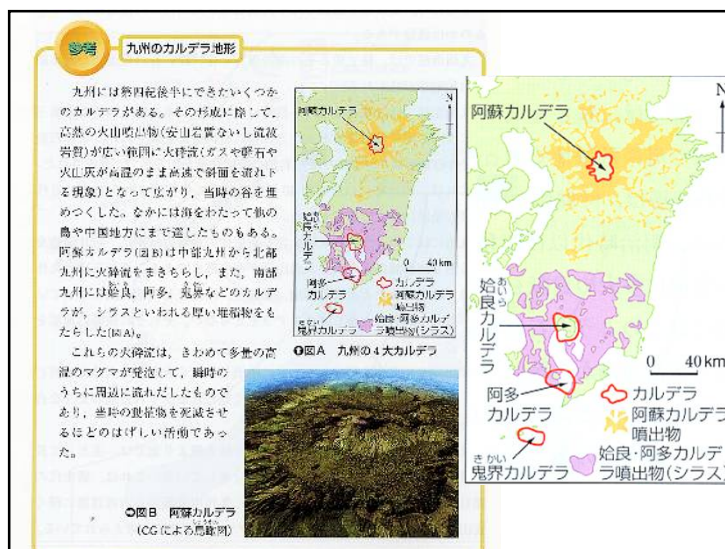 参考
九州のカルデラ地形
九州には第四紀後半にできたいくつか
のカルデラがある。その形成に際して,
高熱の火山噴出物(安山岩質ないし流紋
岩質)が広い範囲に火砕流(ガスや軽石や
火山灰が高温のまま高速で斜面を流れ下
る現象)となって広がり,当時の谷を埋
めつくした。なかには海をわたって他の
島や中国地方にまで達したものもある。
阿蘇カルデラ(図B)は中部九州から北部
九州に火砕流をまきちらし,また,南部
九州には姶良,阿多,鬼界などのカルデ
ラが,シラスといわれる厚い堆積物をも
たらした(図A)。
これらの火砕流は,きわめて多量の高
温のマグマが発泡して,瞬時の
うちに周辺に流れだしたもので
あり,当時の動植物を死滅させ
るほどのはげしい活動であっ
た。
N
阿蘇カルデラ
あいら
姶良カルデラ
阿多
カルデラ
鬼界カルデラ
0 40km
カルデラ
阿蘇カルデラ
噴出物
姶良・阿多カルデ
ラ噴出物(シラス)
図A 九州の4大カルデラ
図B 阿蘇カルデラ
(CGによる鳥瞰図)
N
阿蘇カルデラ
あいら
姶良カルデラ
阿多
カルデラ
きかい
鬼界カルデラ
0 40 km
カルデラ
阿蘇カルデラ
噴出物
姶良・阿多カルデ
ラ噴出物(シラス)